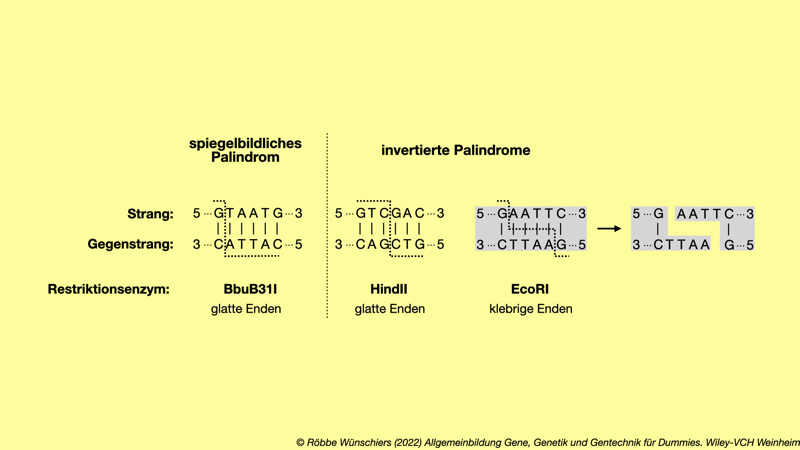 spiegelbildliches
Palindrom
invertierte Palindrome
Strang: 5 ··· G T A A T G ··· 3 5 ··· G T C G A C ··· 3 5 ··· G A A T T C ··· 3 5 ··· G A A T T C ··· 3
Gegenstrang: 3 ··· C A T T A C ··· 5 3 ··· C A G C T G ··· 5 3 ··· C T T A A G ··· 5 3 ··· C T T A A G ··· 5
Restriktionsenzym: BbuB31I HindII EcoRI
glatte Enden glatte Enden klebrige Enden
© Röbbe Wünschiers (2022) Allgemeinbildung Gene, Genetik und Gentechnik für Dummies. Wiley-VCH Weinheim